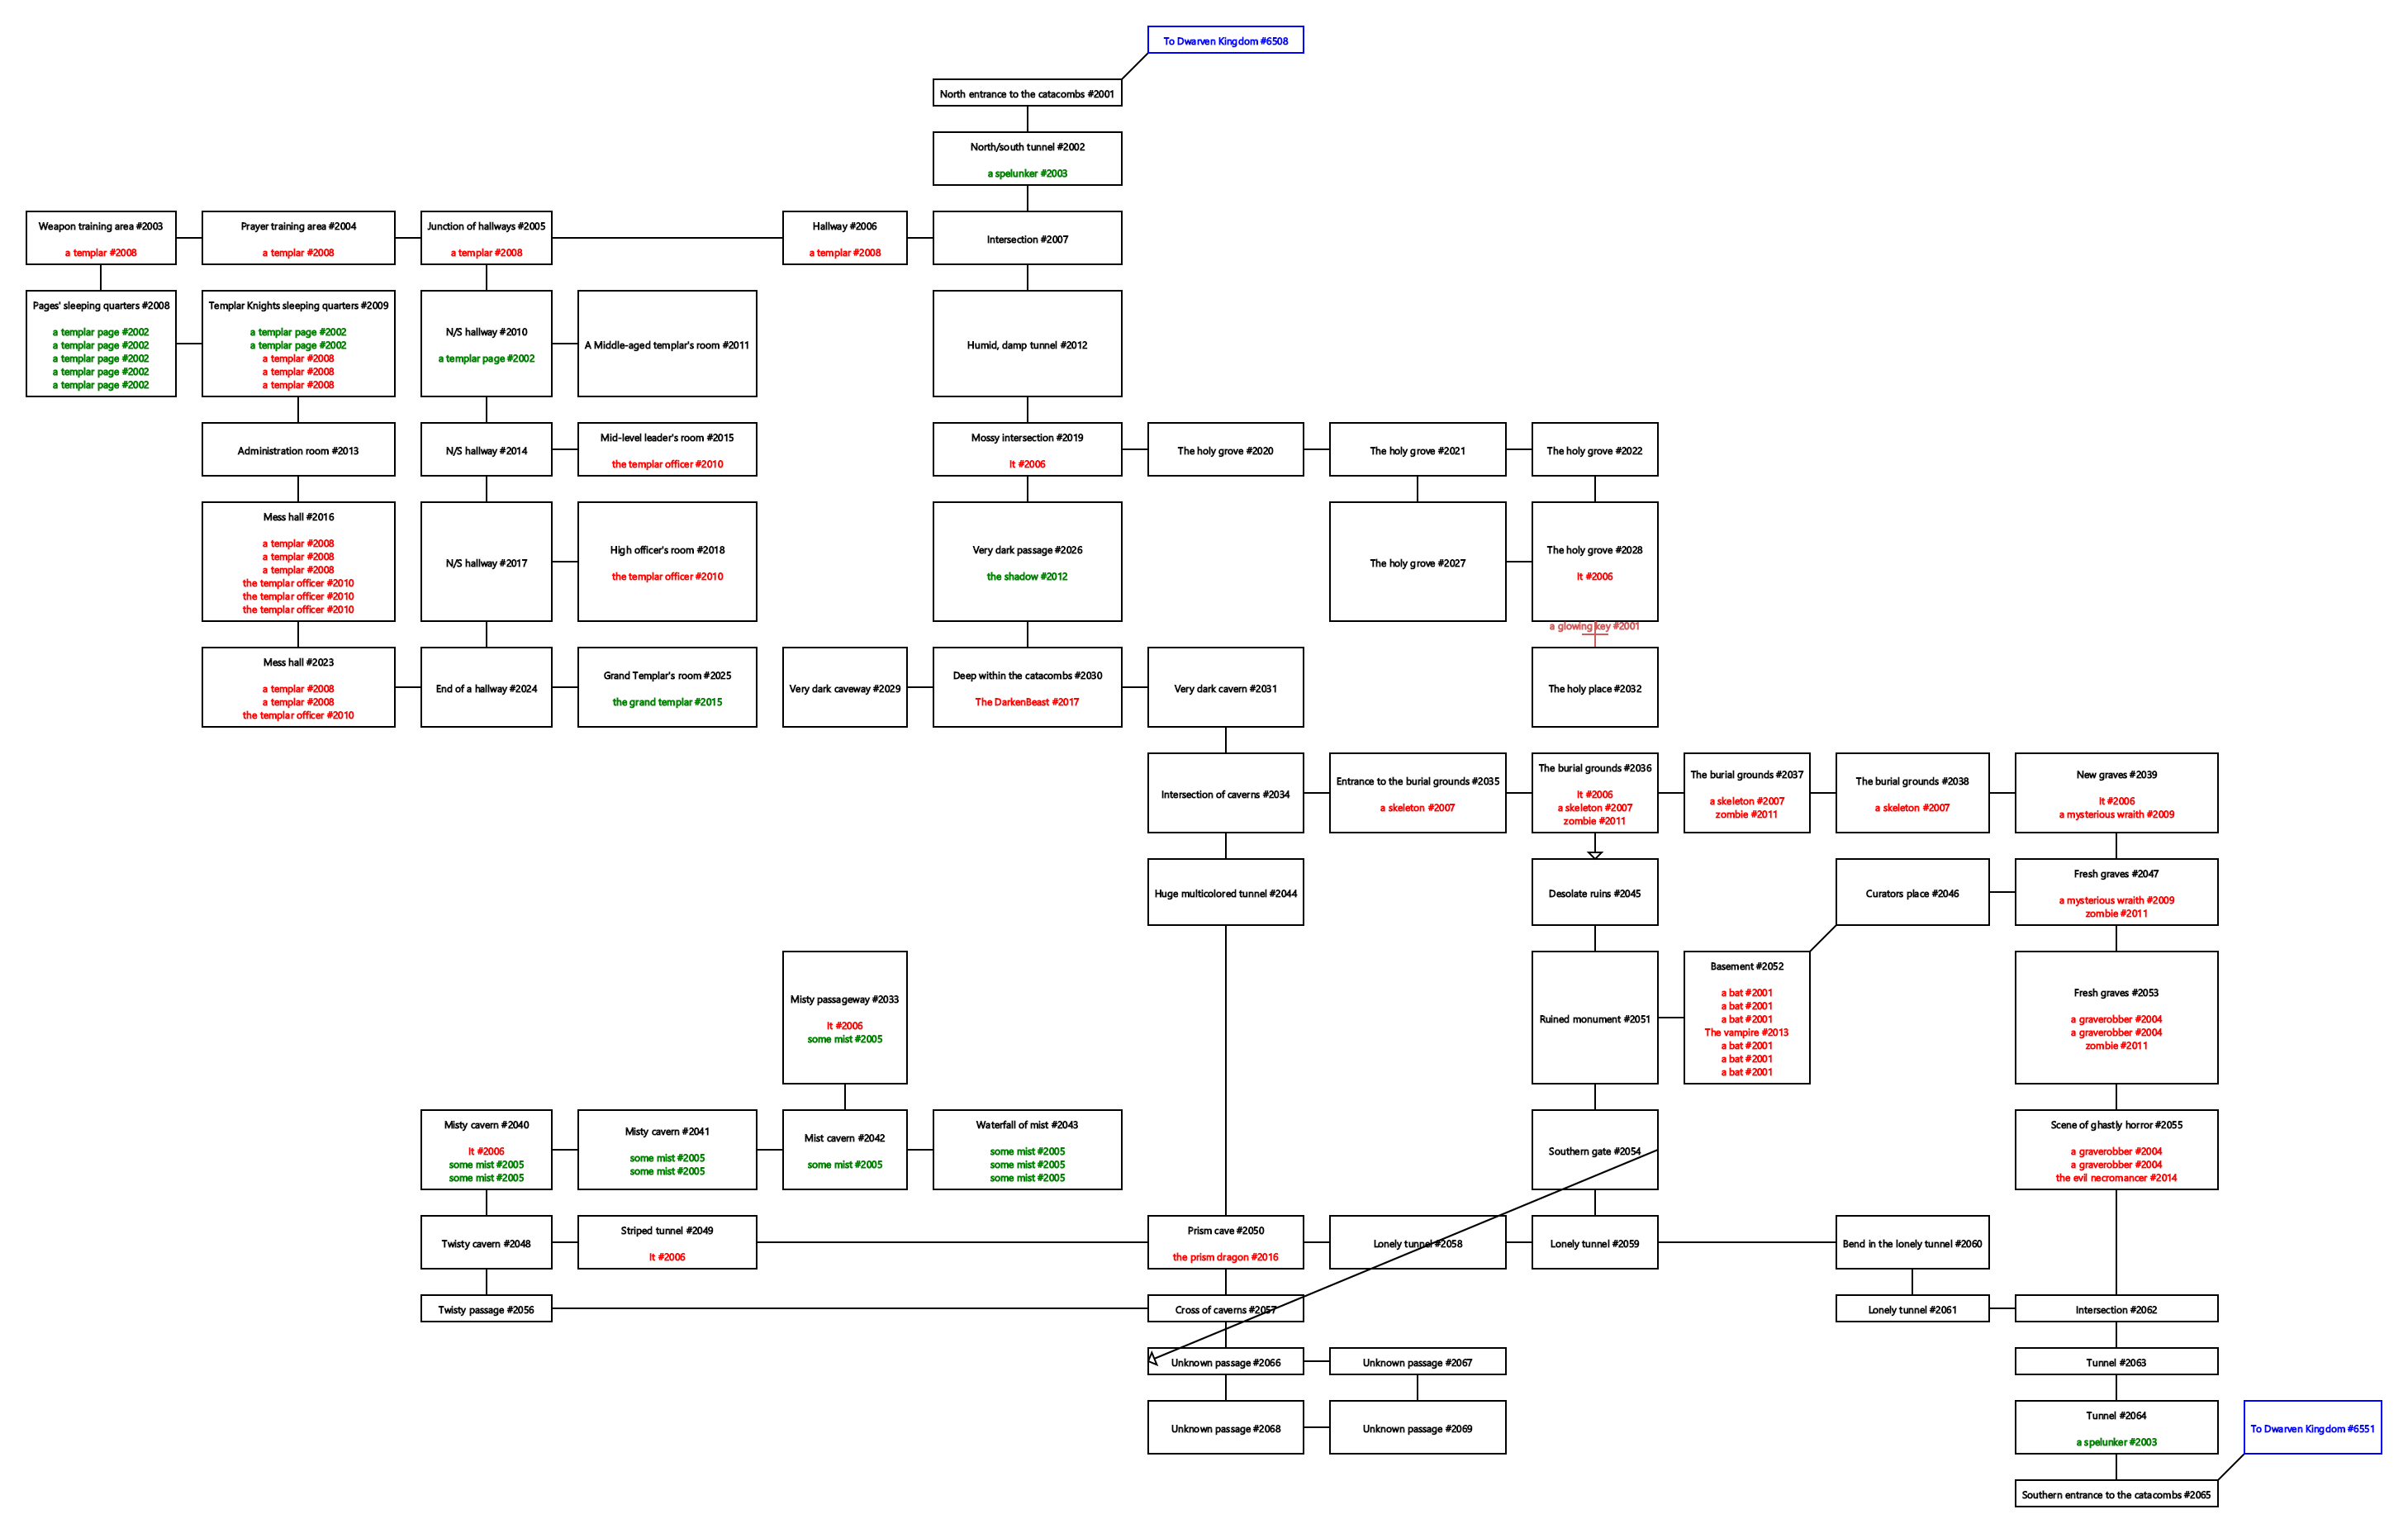 To Dwarven Kingdom #6508
North entrance to the catacombs #2001
North/south tunnel #2002
a spelunker #2003
Weapon training area #2003
a templar #2008
Prayer training area #2004
a templar #2008
Junction of hallways #2005
a templar #2008
Hallway #2006
a templar #2008
Intersection #2007
Pages' sleeping quarters #2008
a templar page #2002
a templar page #2002
a templar page #2002
a templar page #2002
a templar page #2002
Templar Knights sleeping quarters #2009
a templar page #2002
a templar page #2002
a templar #2008
a templar #2008
a templar #2008
N/S hallway #2010
a templar page #2002
A Middle-aged templar's room #2011
Humid, damp tunnel #2012
Administration room #2013
N/S hallway #2014
Mid-level leader's room #2015
the templar officer #2010
Mossy intersection #2019
It #2006
The holy grove #2020
The holy grove #2021
The holy grove #2022
Mess hall #2016
a templar #2008
a templar #2008
a templar #2008
the templar officer #2010
the templar officer #2010
the templar officer #2010
N/S hallway #2017
High officer's room #2018
the templar officer #2010
Very dark passage #2026
the shadow #2012
The holy grove #2027
The holy grove #2028
It #2006
a glowing key #2001
Mess hall #2023
a templar #2008
a templar #2008
the templar officer #2010
End of a hallway #2024
Grand Templar's room #2025
the grand templar #2015
Very dark caveway #2029
Deep within the catacombs #2030
The DarkenBeast #2017
Very dark cavern #2031
The holy place #2032
Intersection of caverns #2034
Entrance to the burial grounds #2035
a skeleton #2007
The burial grounds #2036
It #2006
a skeleton #2007
zombie #2011
The burial grounds #2037
a skeleton #2007
zombie #2011
The burial grounds #2038
a skeleton #2007
New graves #2039
It #2006
a mysterious wraith #2009
Huge multicolored tunnel #2044
Desolate ruins #2045
Curators place #2046
Fresh graves #2047
a mysterious wraith #2009
zombie #2011
Misty passageway #2033
It #2006
some mist #2005
Ruined monument #2051
Basement #2052
a bat #2001
a bat #2001
a bat #2001
The vampire #2013
a bat #2001
a bat #2001
a bat #2001
Fresh graves #2053
a graverobber #2004
a graverobber #2004
zombie #2011
Misty cavern #2040
It #2006
some mist #2005
some mist #2005
Misty cavern #2041
some mist #2005
some mist #2005
Mist cavern #2042
some mist #2005
Waterfall of mist #2043
some mist #2005
some mist #2005
some mist #2005
Southern gate #2054
Scene of ghastly horror #2055
a graverobber #2004
a graverobber #2004
the evil necromancer #2014
Twisty cavern #2048
Striped tunnel #2049
It #2006
Prism cave #2050
the prism dragon #2016
Lonely tunnel #2058
Lonely tunnel #2059
Bend in the lonely tunnel #2060
Twisty passage #2056
Cross of caverns #2057
Lonely tunnel #2061
Intersection #2062
Unknown passage #2066
Unknown passage #2067
Tunnel #2063
Unknown passage #2068
Unknown passage #2069
Tunnel #2064
a spelunker #2003
To Dwarven Kingdom #6551
Southern entrance to the catacombs #2065